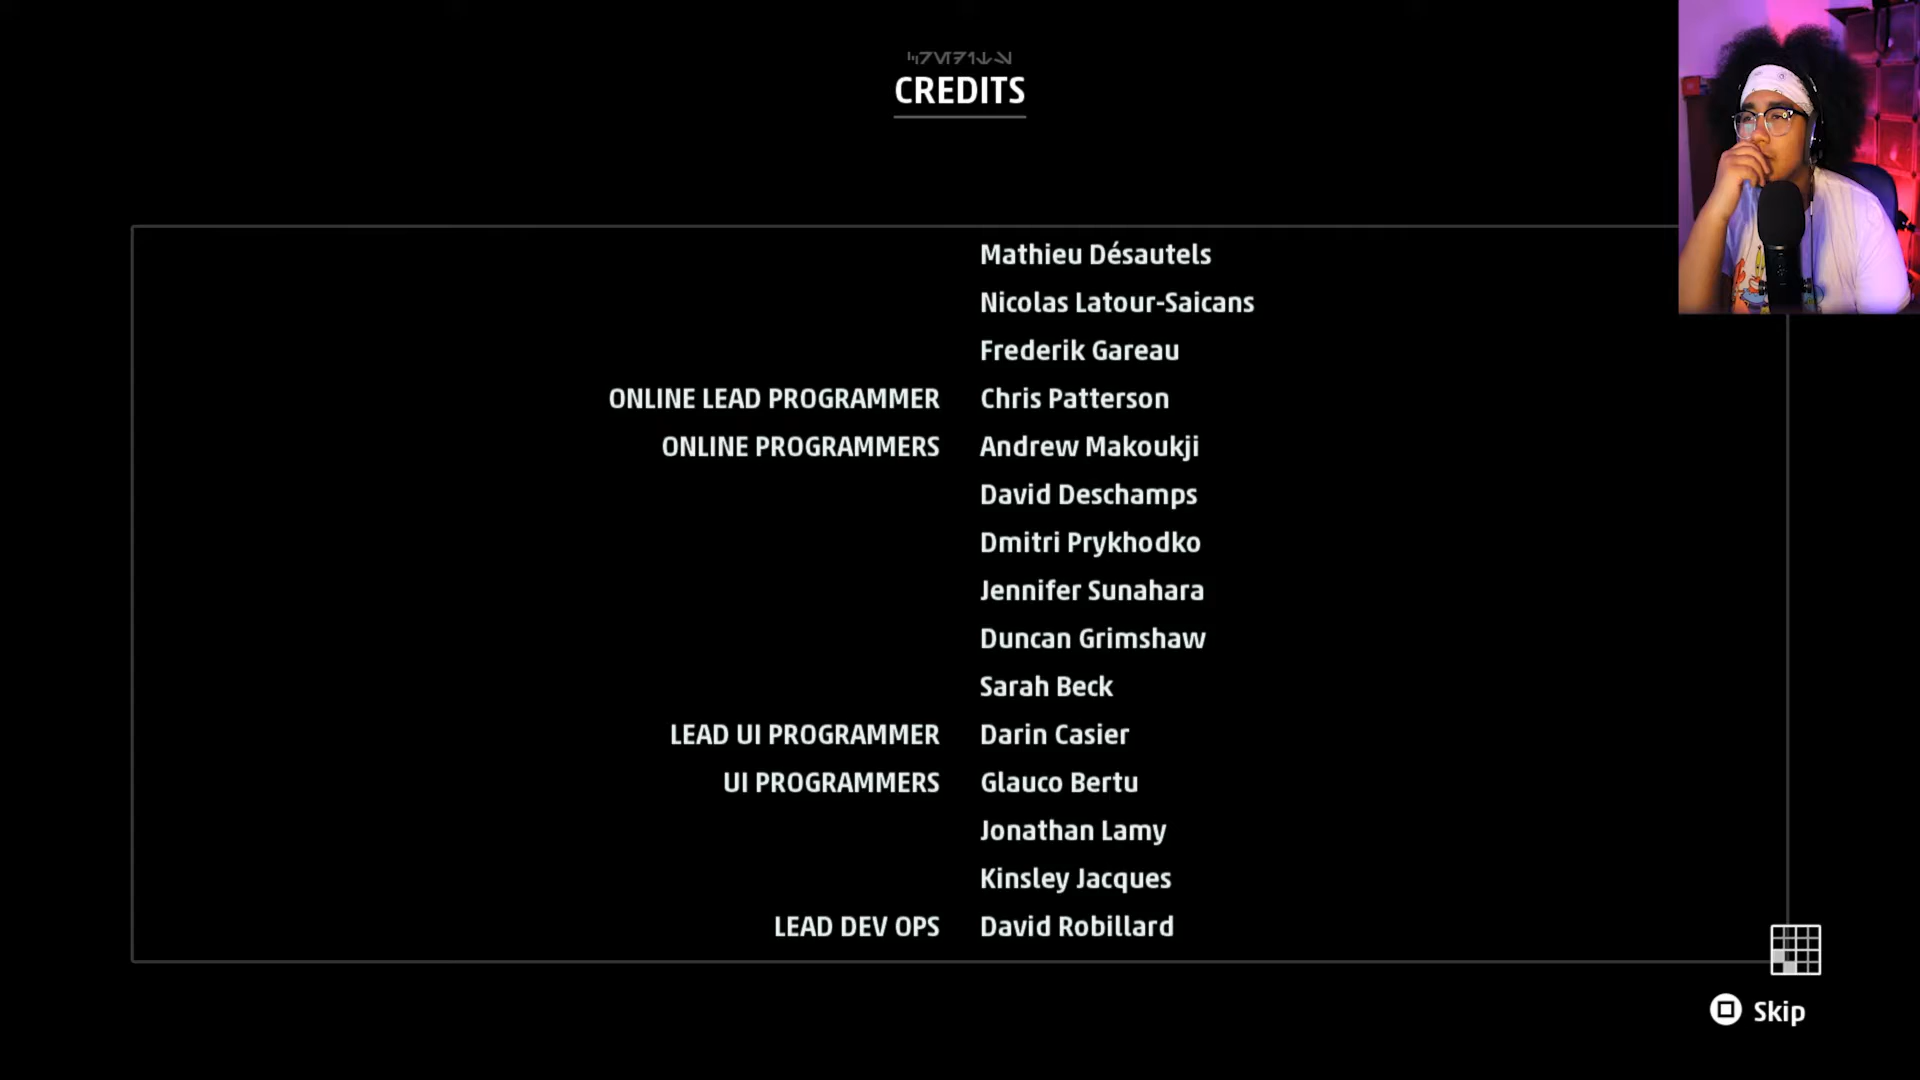 CREDITS
Mathieu Désautels
Nicolas Latour-Saicans
Frederik Gareau
ONLINE LEAD PROGRAMMER Chris Patterson
ONLINE PROGRAMMERS Andrew Makoukji
David Deschamps
Dmitri Prykhodko
Jennifer Sunahara
Duncan Grimshaw
Sarah Beck
LEAD UI PROGRAMMER Darin Casier
UI PROGRAMMERS Glauco Bertu
Jonathan Lamy
Kinsley Jacques
LEAD DEV OPS David Robillard
Skip